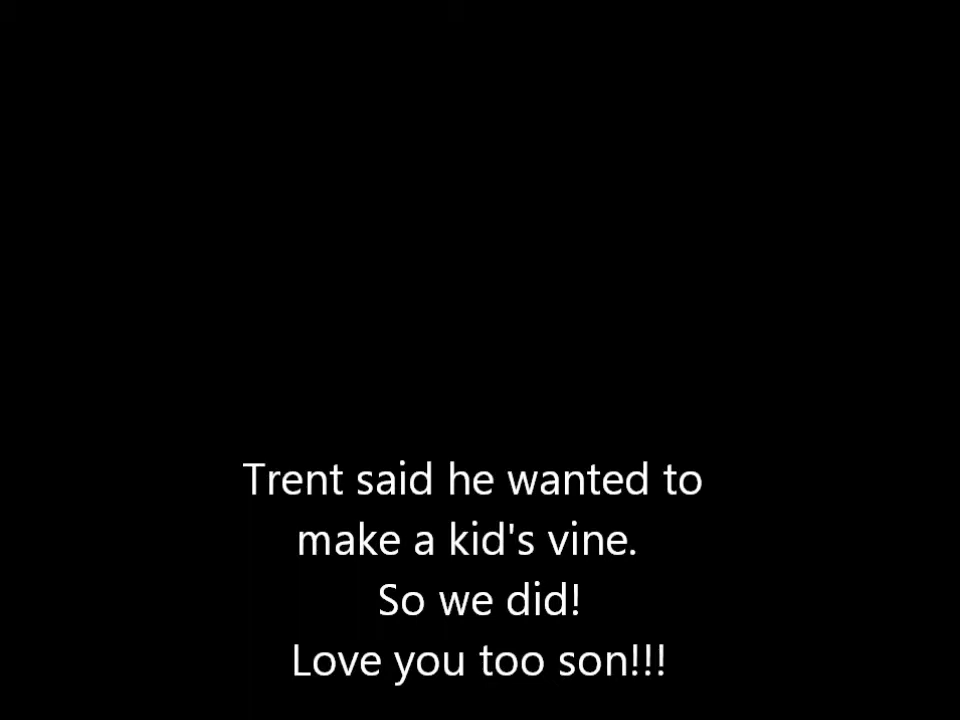 Trent said he wanted to
make a kid's vine.
So we did!
Love you too son!!!